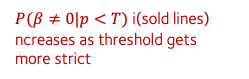 P(β ≠ 0|p < T) i(sold lines)
ncreases as threshold gets
more strict